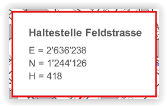 Haltestelle Feldstrasse
E = 2'636'238
N = 1'244'126
H = 418